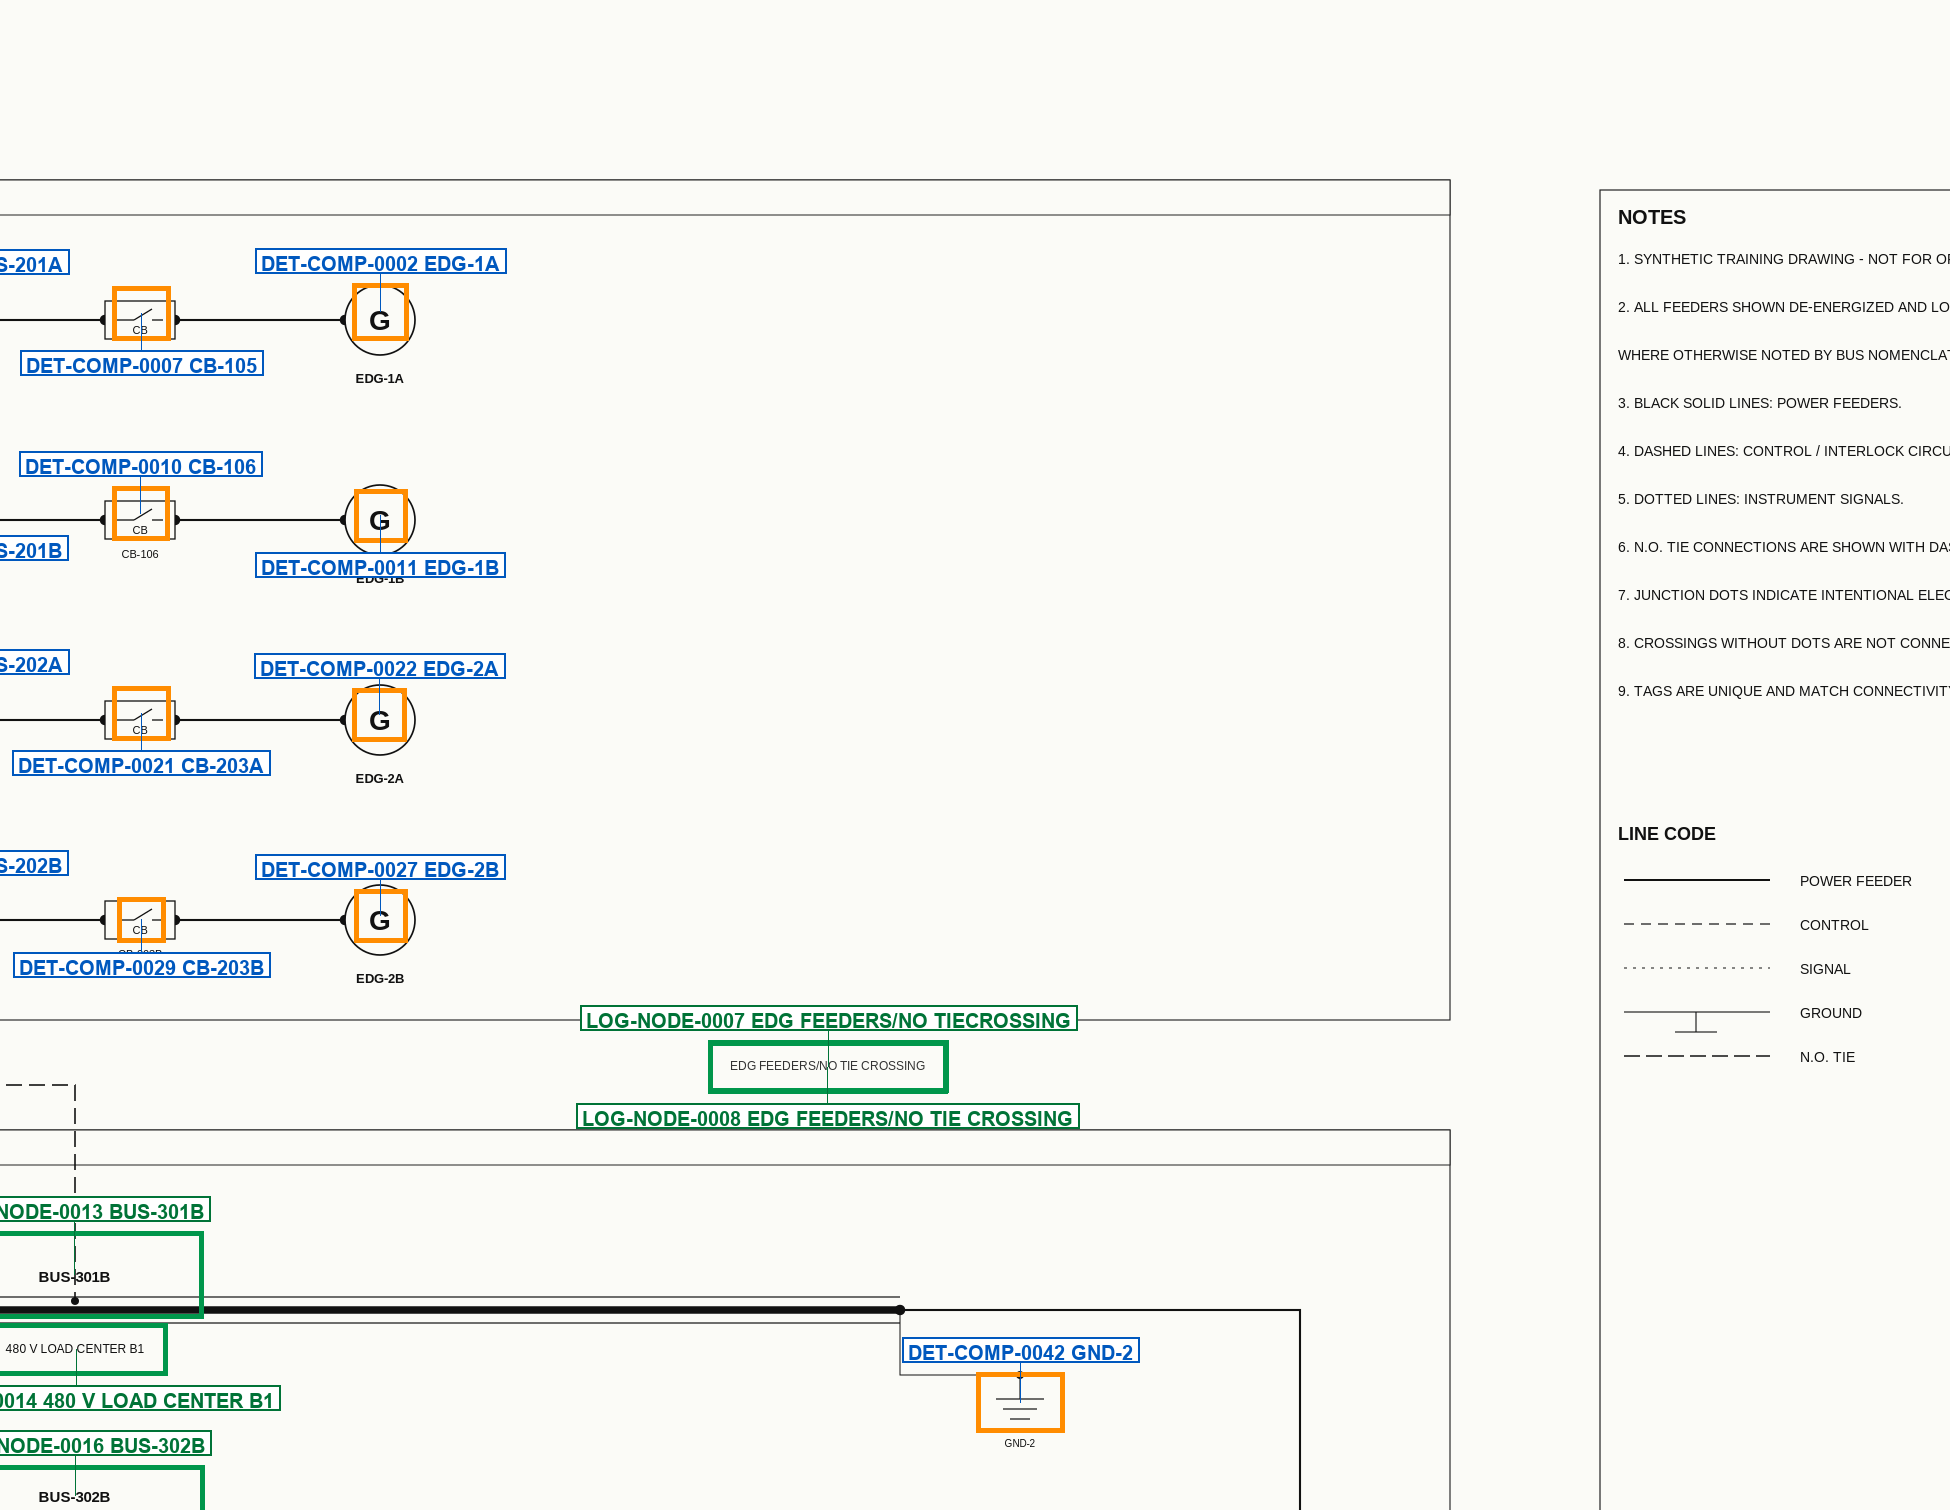 S-201A
DET-COMP-0002 EDG-1A
CB
G
DET-COMP-0007 CB-105
EDG-1A
DET-COMP-0010 CB-106
CB
G
S-201B
CB-106
DET-COMP-0011 EDG-1B
EDG-1B
S-202A
DET-COMP-0022 EDG-2A
CB
G
DET-COMP-0021 CB-203A
EDG-2A
S-202B
DET-COMP-0027 EDG-2B
CB
G
DET-COMP-0029 CB-203B
EDG-2B
LOG-NODE-0007 EDG FEEDERS/NO TIECROSSING
EDG FEEDERS/NO TIE CROSSING
LOG-NODE-0008 EDG FEEDERS/NO TIE CROSSING
NODE-0013 BUS-301B
BUS-301B
480 V LOAD CENTER B1
0014 480 V LOAD CENTER B1
NODE-0016 BUS-302B
BUS-302B
DET-COMP-0042 GND-2
GND-2
NOTES
1. SYNTHETIC TRAINING DRAWING - NOT FOR
2. ALL FEEDERS SHOWN DE-ENERGIZED AND LO
WHERE OTHERWISE NOTED BY BUS NOMENCLAT
3. BLACK SOLID LINES: POWER FEEDERS.
4. DASHED LINES: CONTROL / INTERLOCK CIRCU
5. DOTTED LINES: INSTRUMENT SIGNALS.
6. N.O. TIE CONNECTIONS ARE SHOWN WITH DAS
7. JUNCTION DOTS INDICATE INTENTIONAL ELEC
8. CROSSINGS WITHOUT DOTS ARE NOT CONNE
9. TAGS ARE UNIQUE AND MATCH CONNECTIVITY
LINE CODE
POWER FEEDER
CONTROL
SIGNAL
GROUND
N.O. TIE